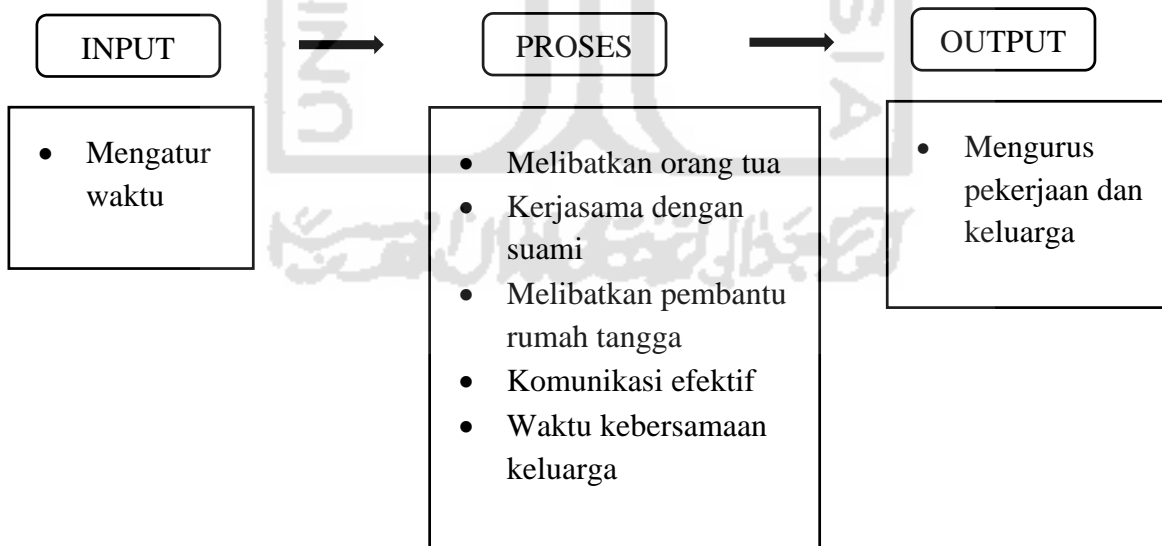 INPUT
PROSES
OUTPUT
• Mengatur
waktu
• Melibatkan orang tua
• Kerjasama dengan
suami
• Melibatkan pembantu
rumah tangga
• Komunikasi efektif
• Waktu kebersamaan
keluarga
• Mengurus
pekerjaan dan
keluarga